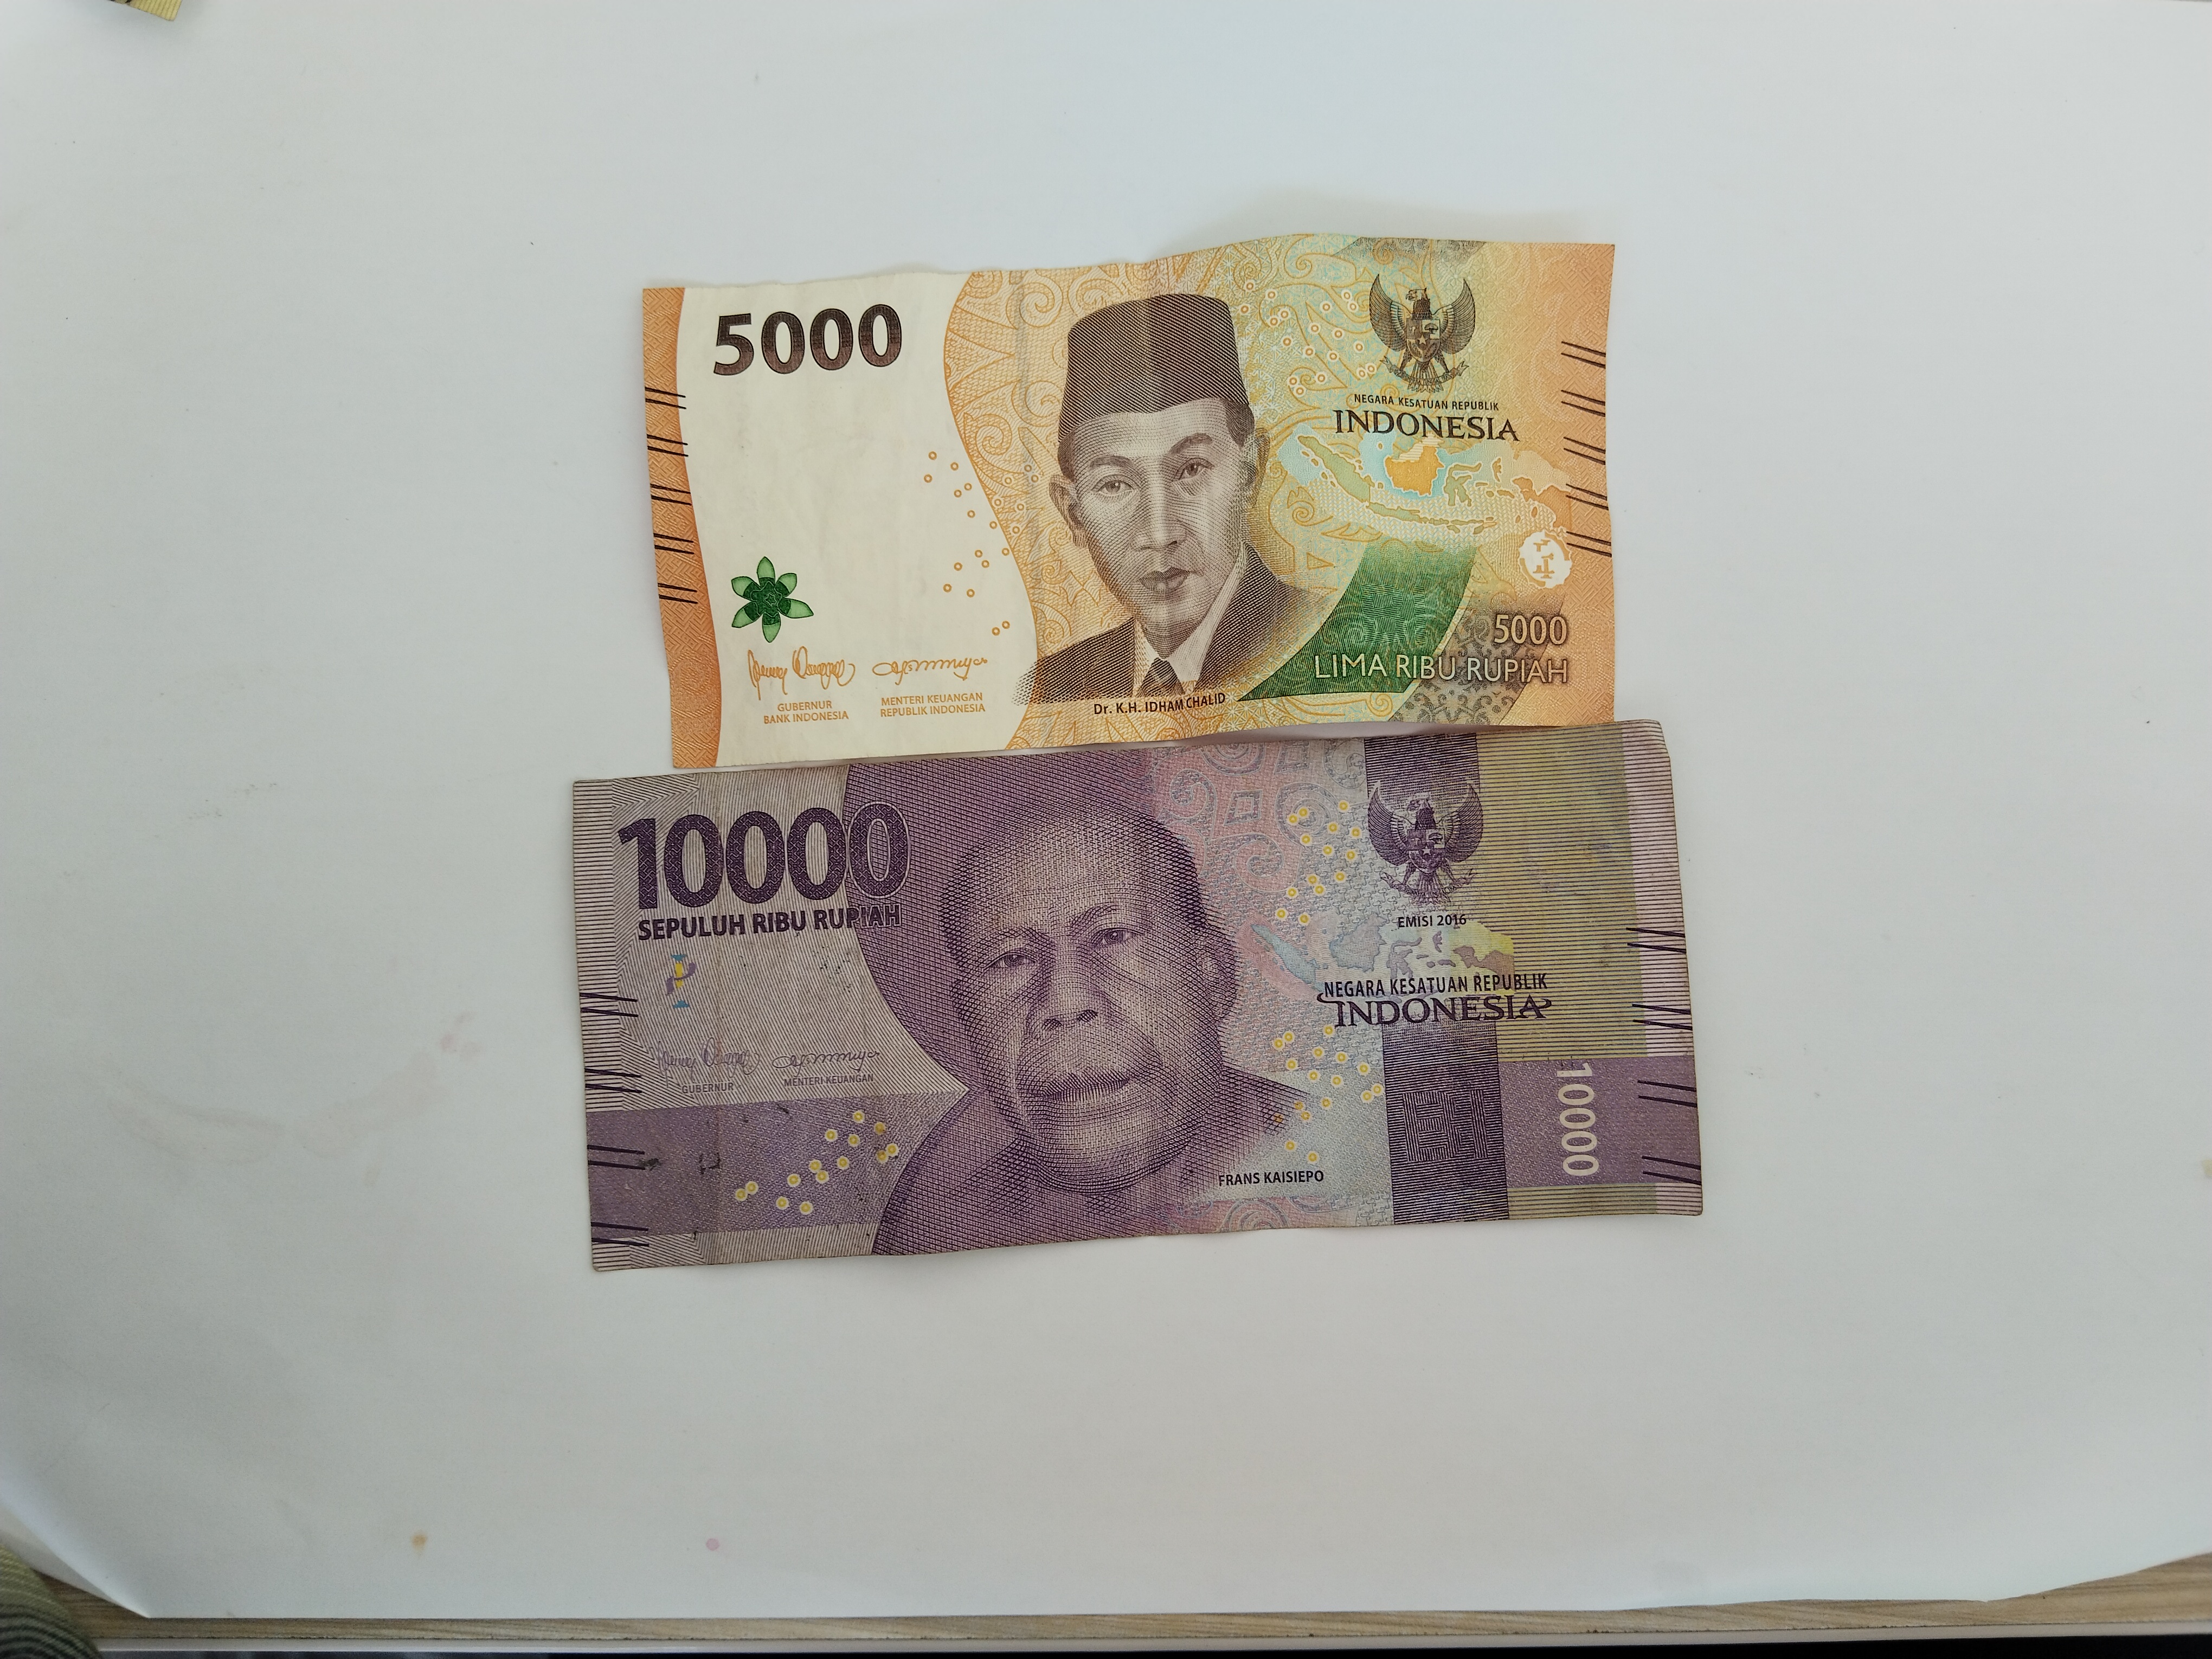 5000
NEGARA KESATUAN REPUBLIK
INDONESIA
5000
LIMA RIBU RUPIAH
GUBERNUR
BANK INDONESIA
MENTERI KEUANGAN
REPUBLIK INDONESIA
Dr. K.H. IDHAM CHALID
10000
SEPULUH RIBU RUPIAH
EMISI 2016
NEGARA KESATUAN REPUBLIK
INDONESIA
GUBERNUR
MENTERI KEUANGAN
FRANS KAISIEPO
10000